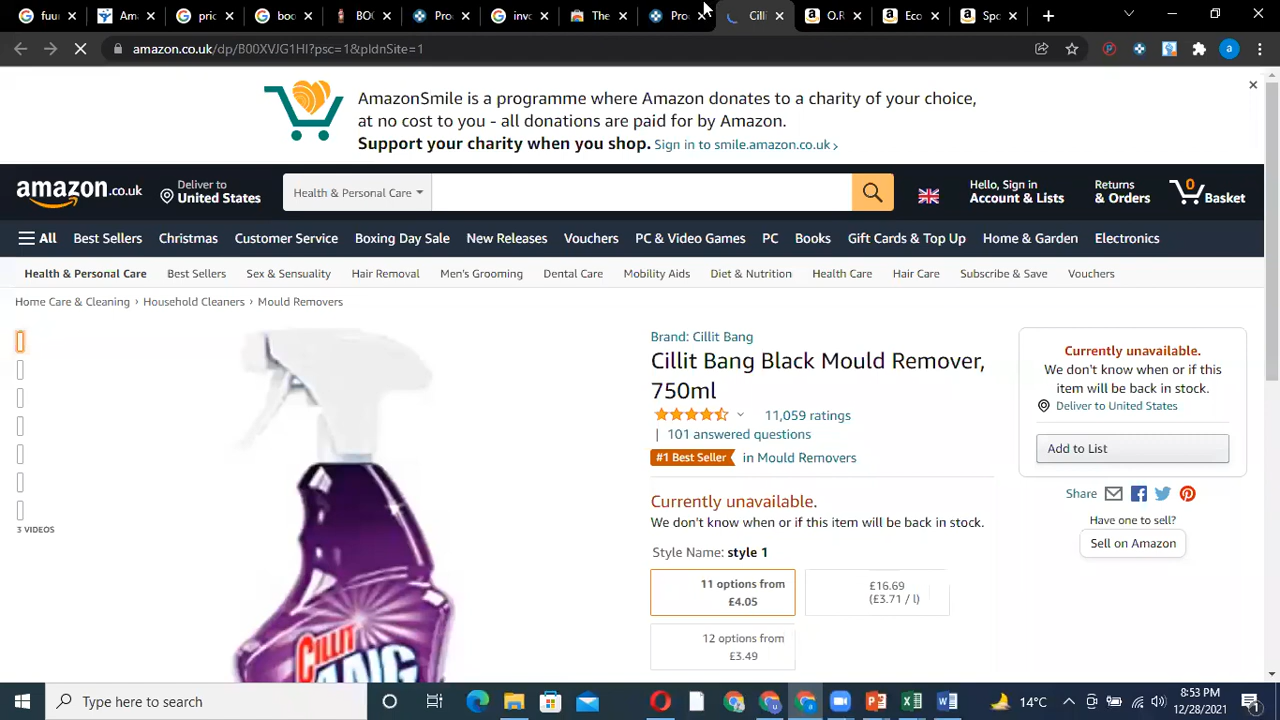 fuut
Ama
pric
boo
BOC
Pro
invo
The
Pro
Cilli
O.R
Eco
Spo
amazon.co.uk/dp/B00XVJG1HI?psc=1&pldnSite=1
a
AmazonSmile is a programme where Amazon donates to a charity of your choice,
at no cost to you - all donations are paid for by Amazon.
Support your charity when you shop. Sign in to smile.amazon.co.uk ›
amazon.co.uk
Deliver to
United States
Health & Personal Care
Hello, Sign in
Account & Lists
Returns
& Orders
0
Basket
All Best Sellers Christmas Customer Service Boxing Day Sale New Releases Vouchers PC & Video Games PC Books Gift Cards & Top Up Home & Garden Electronics
Health & Personal Care Best Sellers Sex & Sensuality Hair Removal Men's Grooming Dental Care Mobility Aids Diet & Nutrition Health Care Hair Care Subscribe & Save Vouchers
Home Care & Cleaning › Household Cleaners › Mould Removers
3 VIDEOS
CILLIT
BANG
Brand: Cillit Bang
Cillit Bang Black Mould Remover,
750ml
11,059 ratings
| 101 answered questions
#1 Best Seller in Mould Removers
Currently unavailable.
We don't know when or if this item will be back in stock.
Style Name: style 1
11 options from
£4.05
£16.69
(£3.71 / l)
12 options from
£3.49
Currently unavailable.
We don't know when or if this
item will be back in stock.
Deliver to United States
Add to List
Share
Have one to sell?
Sell on Amazon
Type here to search
14°C
8:53 PM
12/28/2021